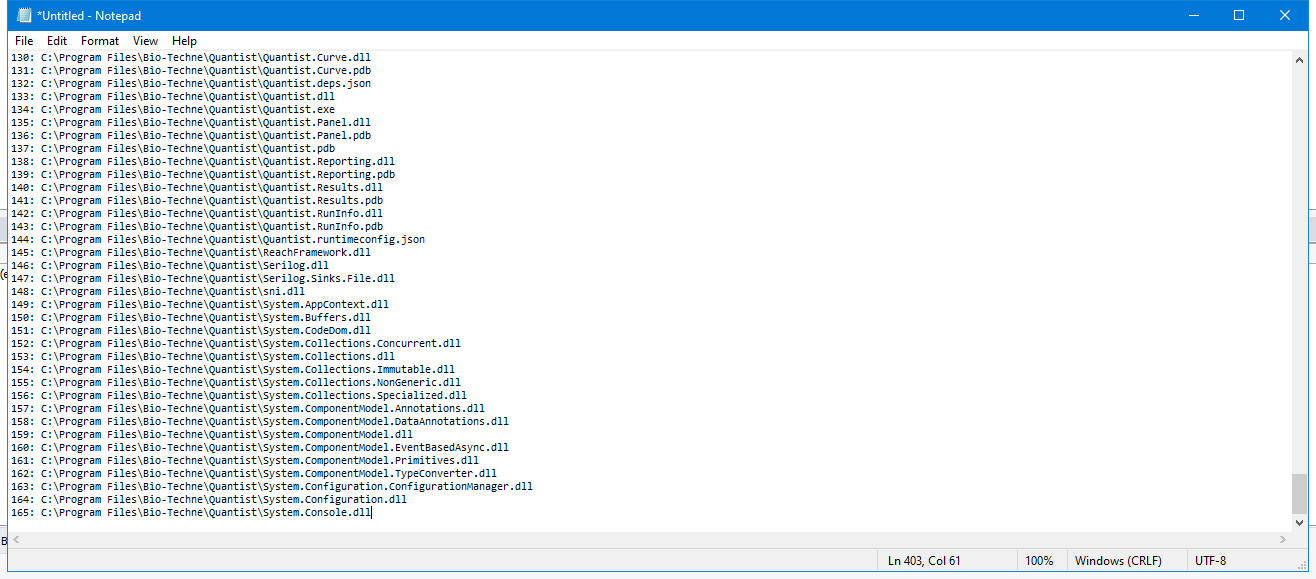 *Untitled - Notepad
File Edit Format View Help
130: C:\Program Files\Bio-Techne\Quantist\Quantist.Curve.dll
131: C:\Program Files\Bio-Techne\Quantist\Quantist.Curve.pdb
132: C:\Program Files\Bio-Techne\Quantist\Quantist.deps.json
133: C:\Program Files\Bio-Techne\Quantist\Quantist.dll
134: C:\Program Files\Bio-Techne\Quantist\Quantist.exe
135: C:\Program Files\Bio-Techne\Quantist\Quantist.Panel.dll
136: C:\Program Files\Bio-Techne\Quantist\Quantist.Panel.pdb
137: C:\Program Files\Bio-Techne\Quantist\Quantist.pdb
138: C:\Program Files\Bio-Techne\Quantist\Quantist.Reporting.dll
139: C:\Program Files\Bio-Techne\Quantist\Quantist.Reporting.pdb
140: C:\Program Files\Bio-Techne\Quantist\Quantist.Results.dll
141: C:\Program Files\Bio-Techne\Quantist\Quantist.Results.pdb
142: C:\Program Files\Bio-Techne\Quantist\Quantist.RunInfo.dll
143: C:\Program Files\Bio-Techne\Quantist\Quantist.RunInfo.pdb
144: C:\Program Files\Bio-Techne\Quantist\Quantist.runtimeconfig.json
145: C:\Program Files\Bio-Techne\Quantist\ReachFramework.dll
146: C:\Program Files\Bio-Techne\Quantist\Serilog.dll
147: C:\Program Files\Bio-Techne\Quantist\Serilog.Sinks.File.dll
148: C:\Program Files\Bio-Techne\Quantist\sni.dll
149: C:\Program Files\Bio-Techne\Quantist\System.AppContext.dll
150: C:\Program Files\Bio-Techne\Quantist\System.Buffers.dll
151: C:\Program Files\Bio-Techne\Quantist\System.CodeDom.dll
152: C:\Program Files\Bio-Techne\Quantist\System.Collections.Concurrent.dll
153: C:\Program Files\Bio-Techne\Quantist\System.Collections.dll
154: C:\Program Files\Bio-Techne\Quantist\System.Collections.Immutable.dll
155: C:\Program Files\Bio-Techne\Quantist\System.Collections.NonGeneric.dll
156: C:\Program Files\Bio-Techne\Quantist\System.Collections.Specialized.dll
157: C:\Program Files\Bio-Techne\Quantist\System.ComponentModel.Annotations.dll
158: C:\Program Files\Bio-Techne\Quantist\System.ComponentModel.DataAnnotations.dll
159: C:\Program Files\Bio-Techne\Quantist\System.ComponentModel.dll
160: C:\Program Files\Bio-Techne\Quantist\System.ComponentModel.EventBasedAsync.dll
161: C:\Program Files\Bio-Techne\Quantist\System.ComponentModel.Primitives.dll
162: C:\Program Files\Bio-Techne\Quantist\System.ComponentModel.TypeConverter.dll
163: C:\Program Files\Bio-Techne\Quantist\System.Configuration.ConfigurationManager.dll
164: C:\Program Files\Bio-Techne\Quantist\System.Configuration.dll
165: C:\Program Files\Bio-Techne\Quantist\System.Console.dll
Ln 403, Col 61 100% Windows (CRLF) UTF-8